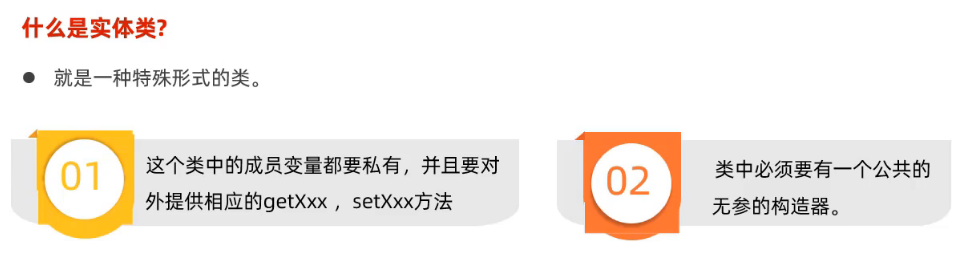 什么是实体类?
● 就是一种特殊形式的类。
01
这个类中的成员变量都要私有，并且要对
外提供相应的getXxx ，setXxx方法
02
类中必须要有一个公共的
无参的构造器。